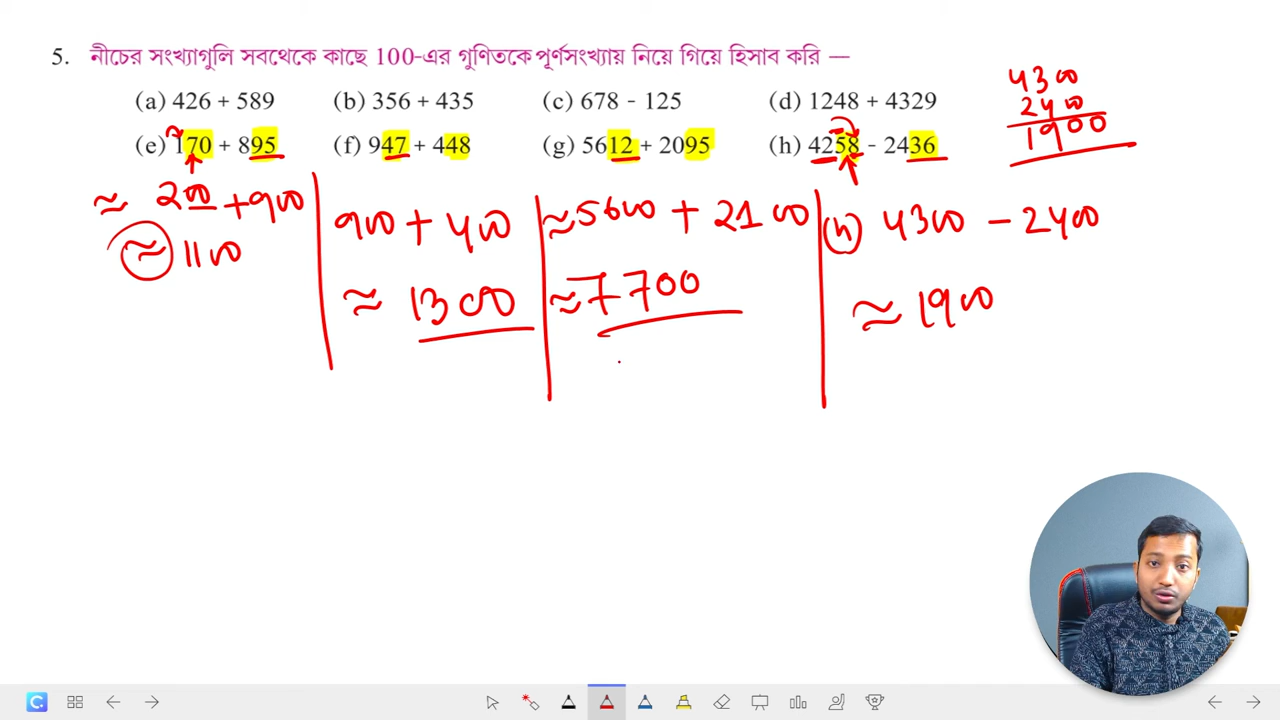 5. নীচের সংখ্যাগুলি সবথেকে কাছে 100-এর গুণিতকে পূর্ণসংখ্যায় নিয়ে গিয়ে হিসাব করি —
(a) 426 + 589 (b) 356 + 435 (c) 678 - 125 (d) 1248 + 4329
(e) 170 + 895 (f) 947 + 448 (g) 5612 + 2095 (h) 4258 - 2436
4300
2400
1900
≈ 200 + 900
≈ 1100
900 + 400
≈ 1300
≈ 5600 + 2100
≈ 7700
(h) 4300 - 2400
≈ 1900
C